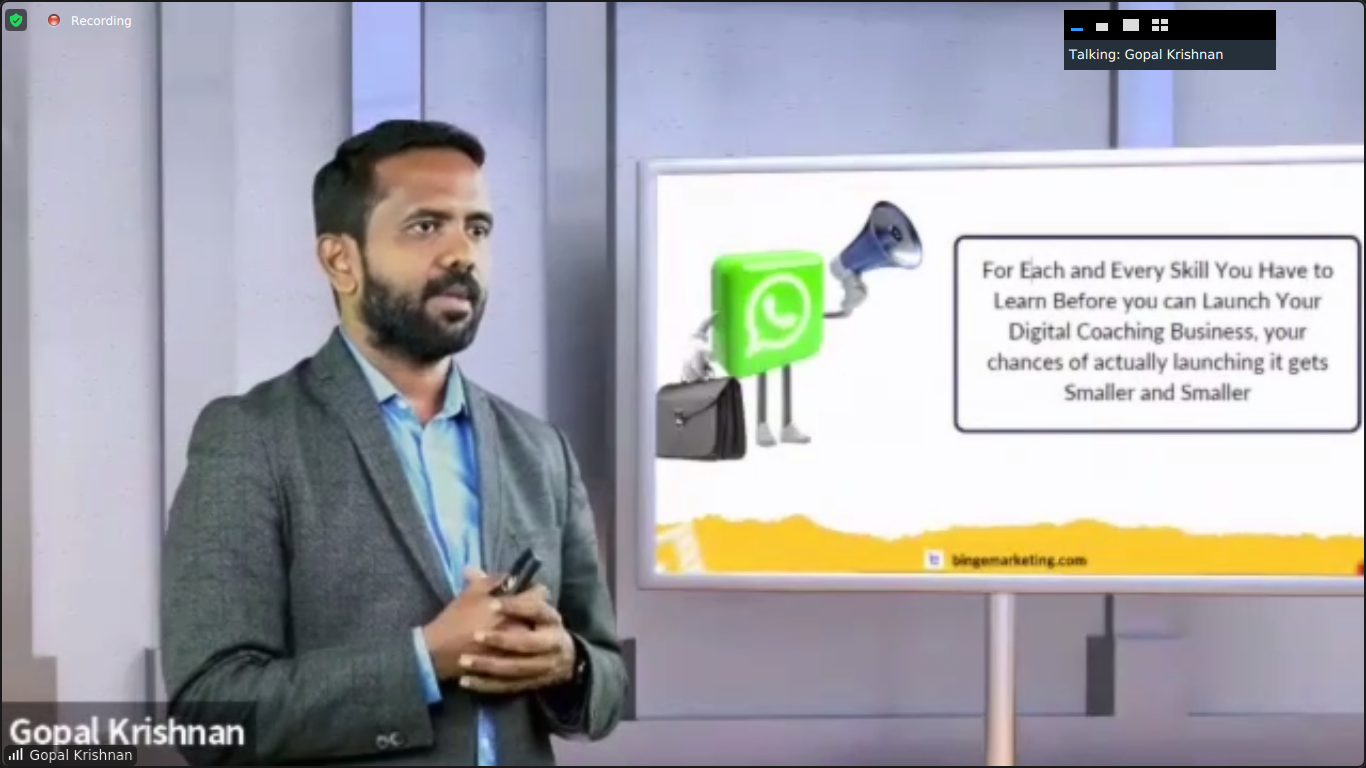 Recording
Talking: Gopal Krishnan
For Each and Every Skill You Have to
Learn Before you can Launch Your
Digital Coaching Business, your
chances of actually launching it gets
Smaller and Smaller
bingemarketing.com
Gopal Krishnan
Gopal Krishnan